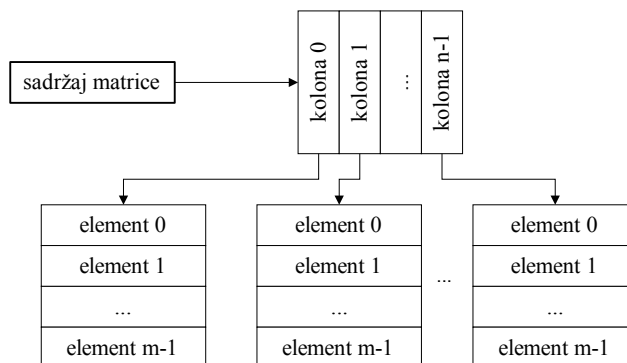 sadržaj matrice
kolona 0
kolona 1
...
kolona n-1
element 0
element 1
...
element m-1
element 0
element 1
...
element m-1
...
element 0
element 1
...
element m-1